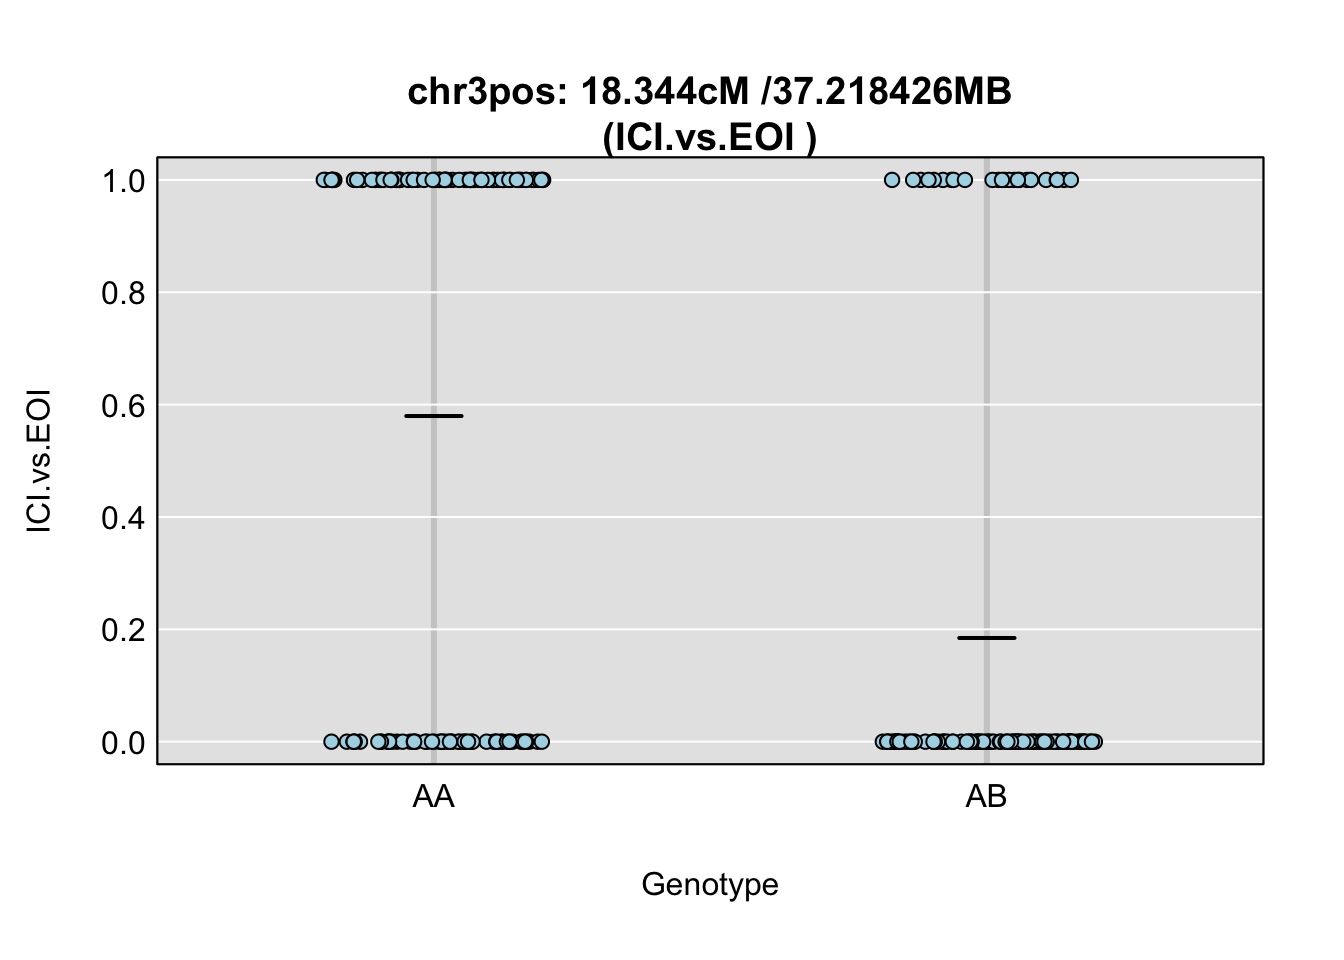 chr3pos: 18.344cM /37.218426MB
(ICI.vs.EOI )
1.0
0.8
0.6
0.4
0.2
0.0
ICI.vs.EOI
AA AB
Genotype